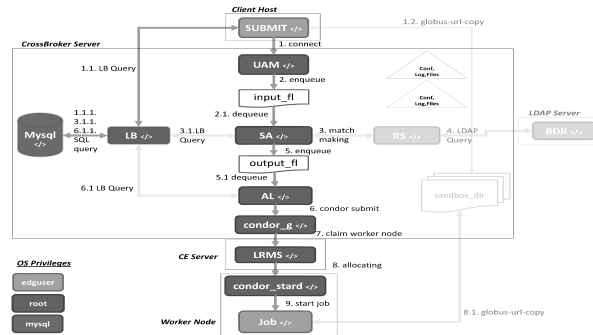 Client Host
SUBMIT </>
1.2. globus-url-copy
CrossBroker Server
1. connect
1.1. LB Query
UAM </>
2. enqueue
Conf,
Log,Files
input_fl
Conf,
Log,Files
2.1. dequeue
LDAP Server
Mysql
</>
1.1.1.
3.1.1.
6.1.1.
SQL
query
LB </>
3.1.LB
Query
SA </>
3. match
making
RS </>
4. LDAP
Query
BDII </>
5. enqueue
output_fl
5.1 dequeue
6.1 LB Query
AL </>
sandbox_dir
6. condor submit
condor_g </>
7. claim worker node
CE Server
LRMS </>
8. allocating
OS Privileges
edguser
root
mysql
condor_stard </>
9. start job
8.1. globus-url-copy
Worker Node
Job </>